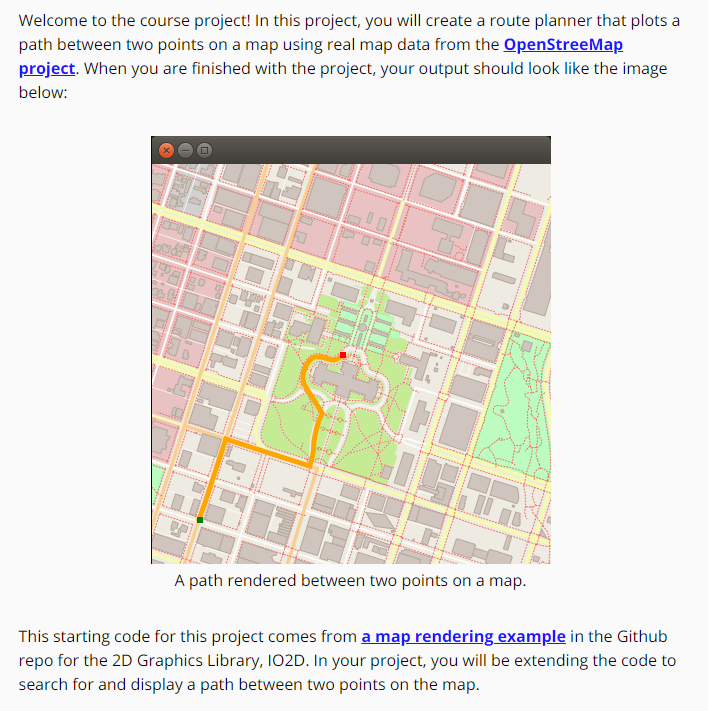 Welcome to the course project! In this project, you will create a route planner that plots a
path between two points on a map using real map data from the OpenStreeMap
project. When you are finished with the project, your output should look like the image
below:
A path rendered between two points on a map.
This starting code for this project comes from a map rendering example in the Github
repo for the 2D Graphics Library, IO2D. In your project, you will be extending the code to
search for and display a path between two points on the map.